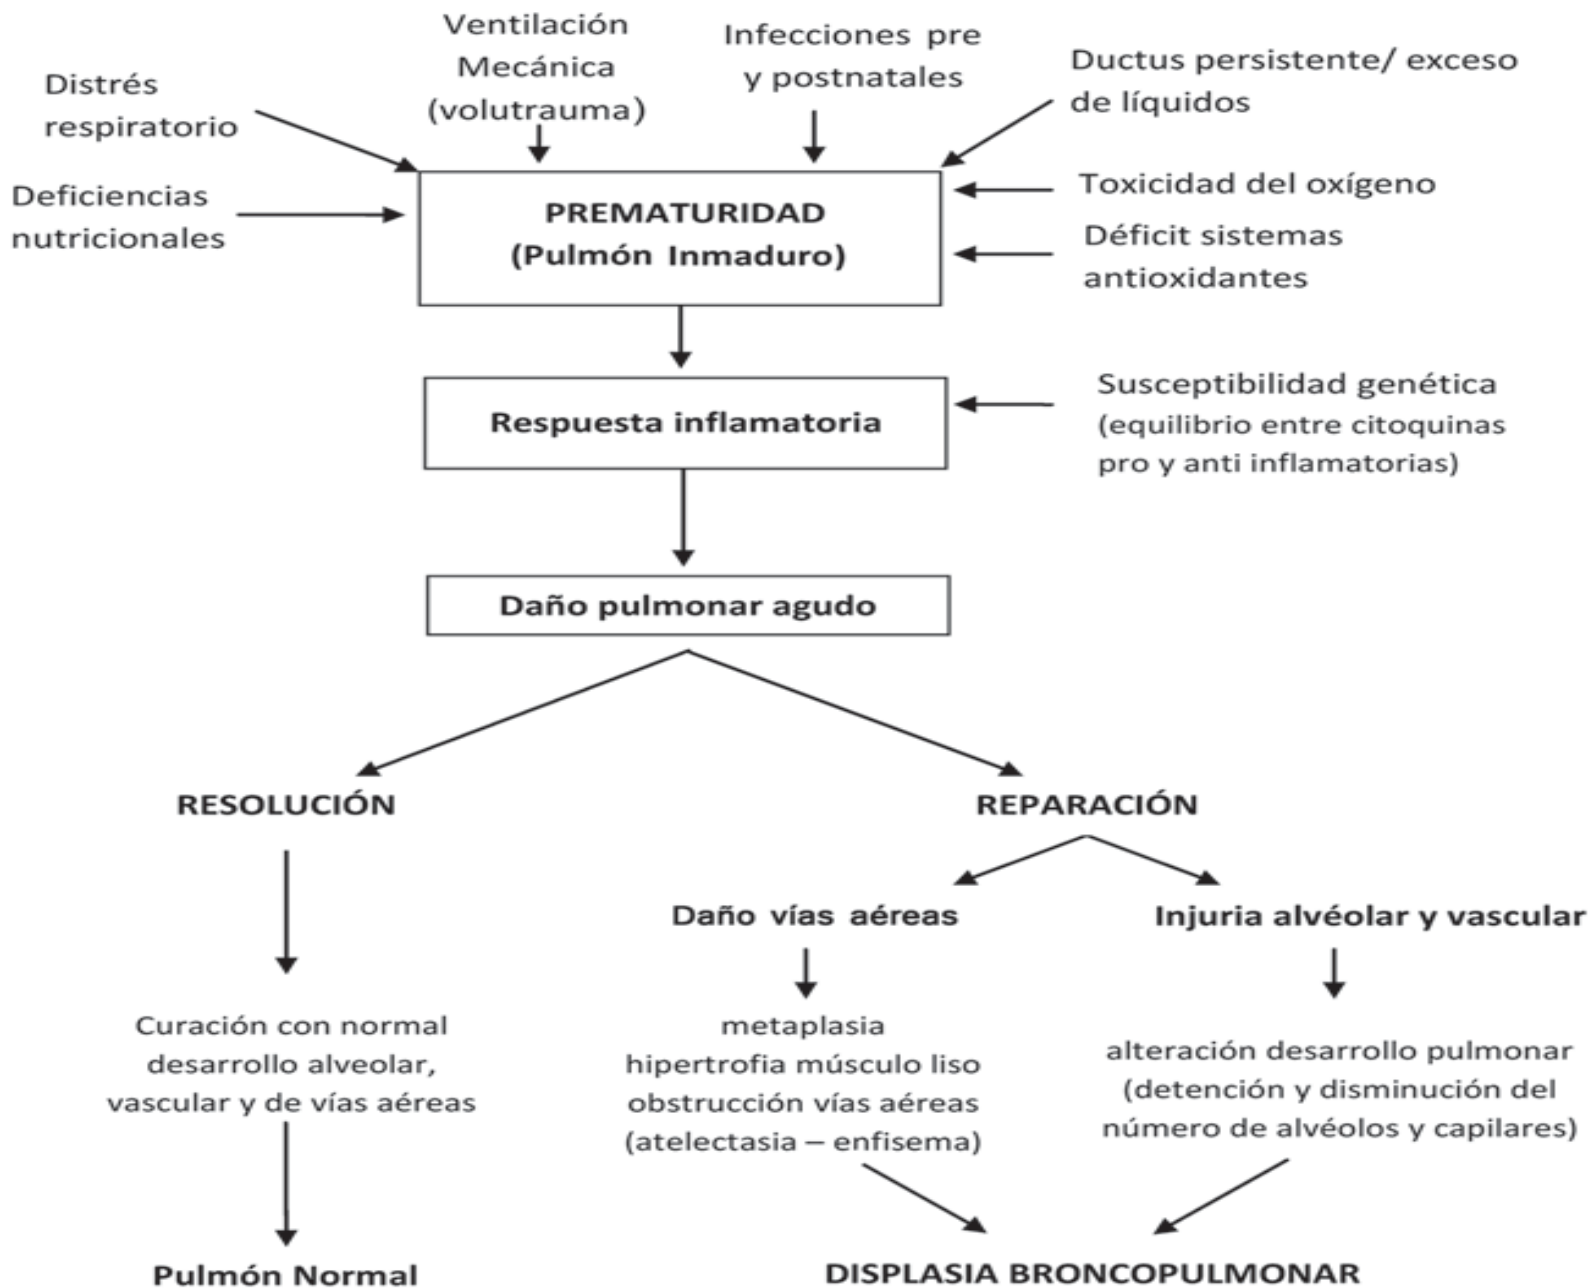 Ventilación
Mecánica
(volutrauma)
Infecciones pre
y postnatales
Ductus persistente/ exceso
de líquidos
Distrés
respiratorio
Deficiencias
nutricionales
Toxicidad del oxígeno
Déficit sistemas
antioxidantes
PREMATURIDAD
(Pulmón Inmaduro)
Respuesta inflamatoria
Susceptibilidad genética
(equilibrio entre citoquinas
pro y anti inflamatorias)
Daño pulmonar agudo
RESOLUCIÓN
REPARACIÓN
Daño vías aéreas
Injuria alvéolar y vascular
Curación con normal
desarrollo alveolar,
vascular y de vías aéreas
metaplasia
hipertrofia músculo liso
obstrucción vías aéreas
(atelectasia – enfisema)
alteración desarrollo pulmonar
(detención y disminución del
número de alvéolos y capilares)
Pulmón Normal
DISPLASIA BRONCOPULMONAR